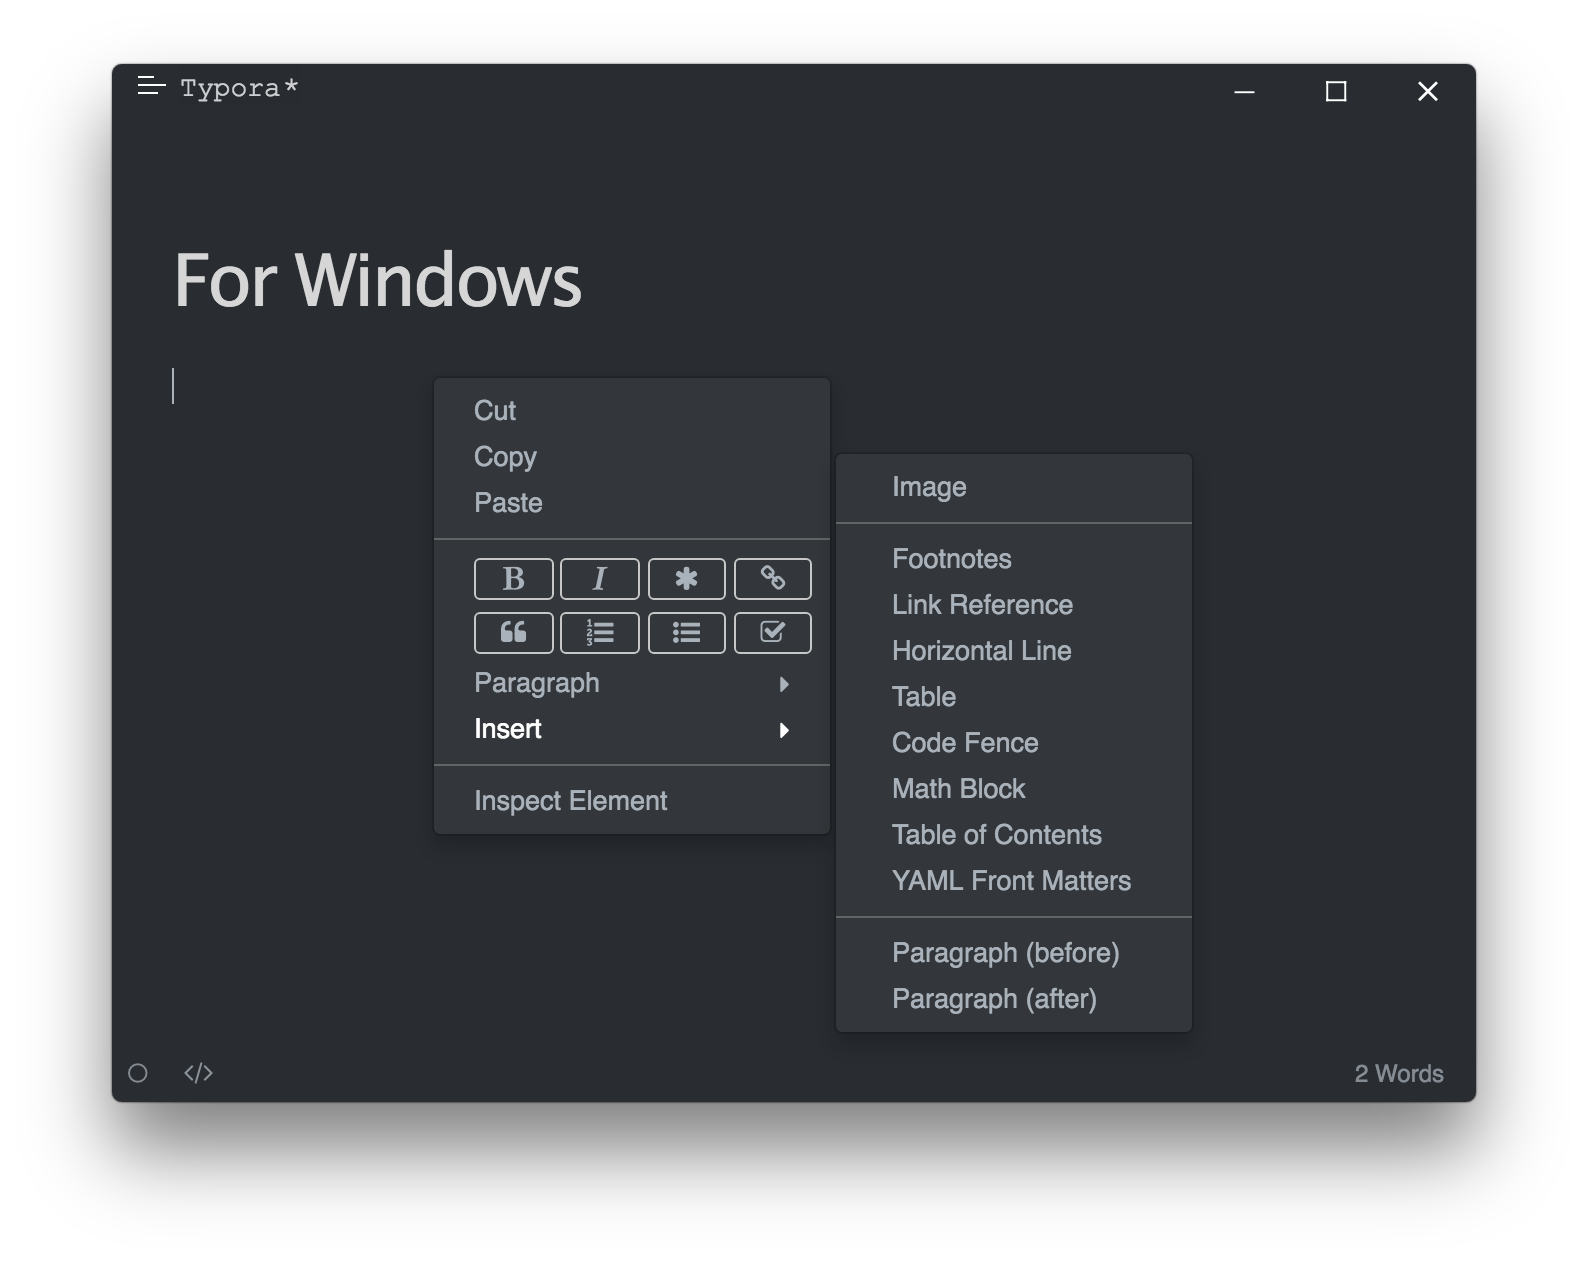 Typora*
For Windows
Cut
Copy
Paste
B I
Paragraph
Insert
Inspect Element
Image
Footnotes
Link Reference
Horizontal Line
Table
Code Fence
Math Block
Table of Contents
YAML Front Matters
Paragraph (before)
Paragraph (after)
</>
2 Words